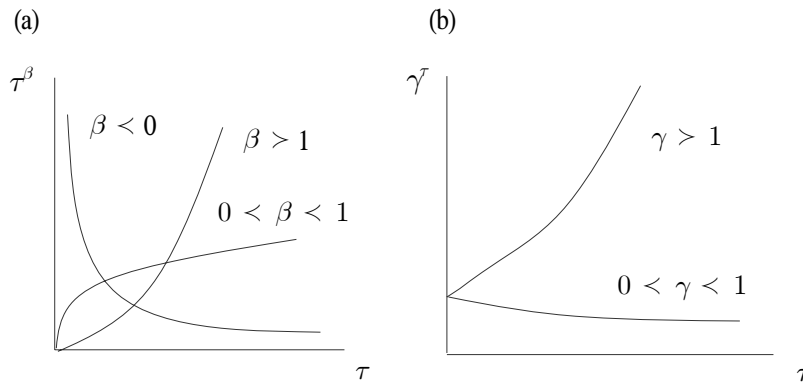 (a)
τ^β
β ≺ 0
β ≻ 1
0 ≺ β ≺ 1
τ
(b)
γ^τ
γ ≻ 1
0 ≺ γ ≺ 1
τ